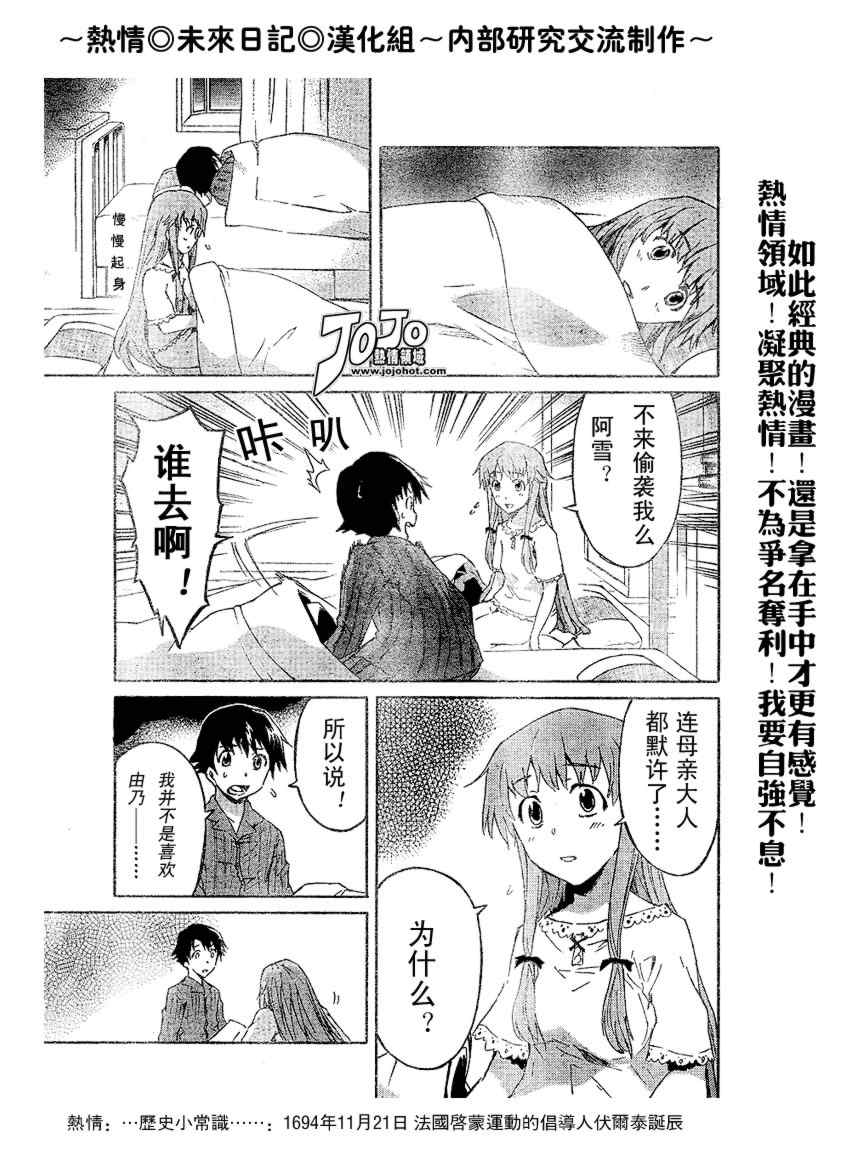 ～熱情◎未來日記◎漢化組～内部研究交流制作～
如此經典的漫畫！還是拿在手中才更有感覺！
熱情領域！凝聚熱情！不為爭名奪利！我要自強不息！
慢慢起身
JOJO
熱情領域
www.jojohot.com
不来偷袭我么
阿雪？
咔 叭
谁去啊！
连母亲大人
都默许了……
为什么？
所以说！
我并不是喜欢
由乃——………
熱情：…歷史小常識……：1694年11月21日 法國啓蒙運動的倡導人伏爾泰誕辰